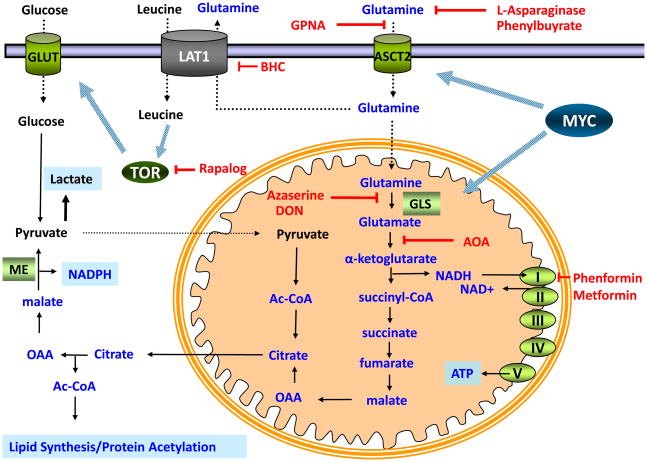 Glucose
Leucine
Glutamine
Glutamine
L-Asparaginase
Phenylbuyrate
GPNA
GLUT
LAT1
ASCT2
BHC
Leucine
Glutamine
Glucose
MYC
TOR
Rapalog
Lactate
Glutamine
Azaserine
DON
GLS
Glutamate
Pyruvate
Pyruvate
AOA
α-ketoglutarate
ME
NADPH
NADH
I
Phenformin
NAD+
Metformin
II
malate
Ac-CoA
succinyl-CoA
III
succinate
IV
OAA
Citrate
Citrate
fumarate
Ac-CoA
ATP
V
OAA
malate
Lipid Synthesis/Protein Acetylation